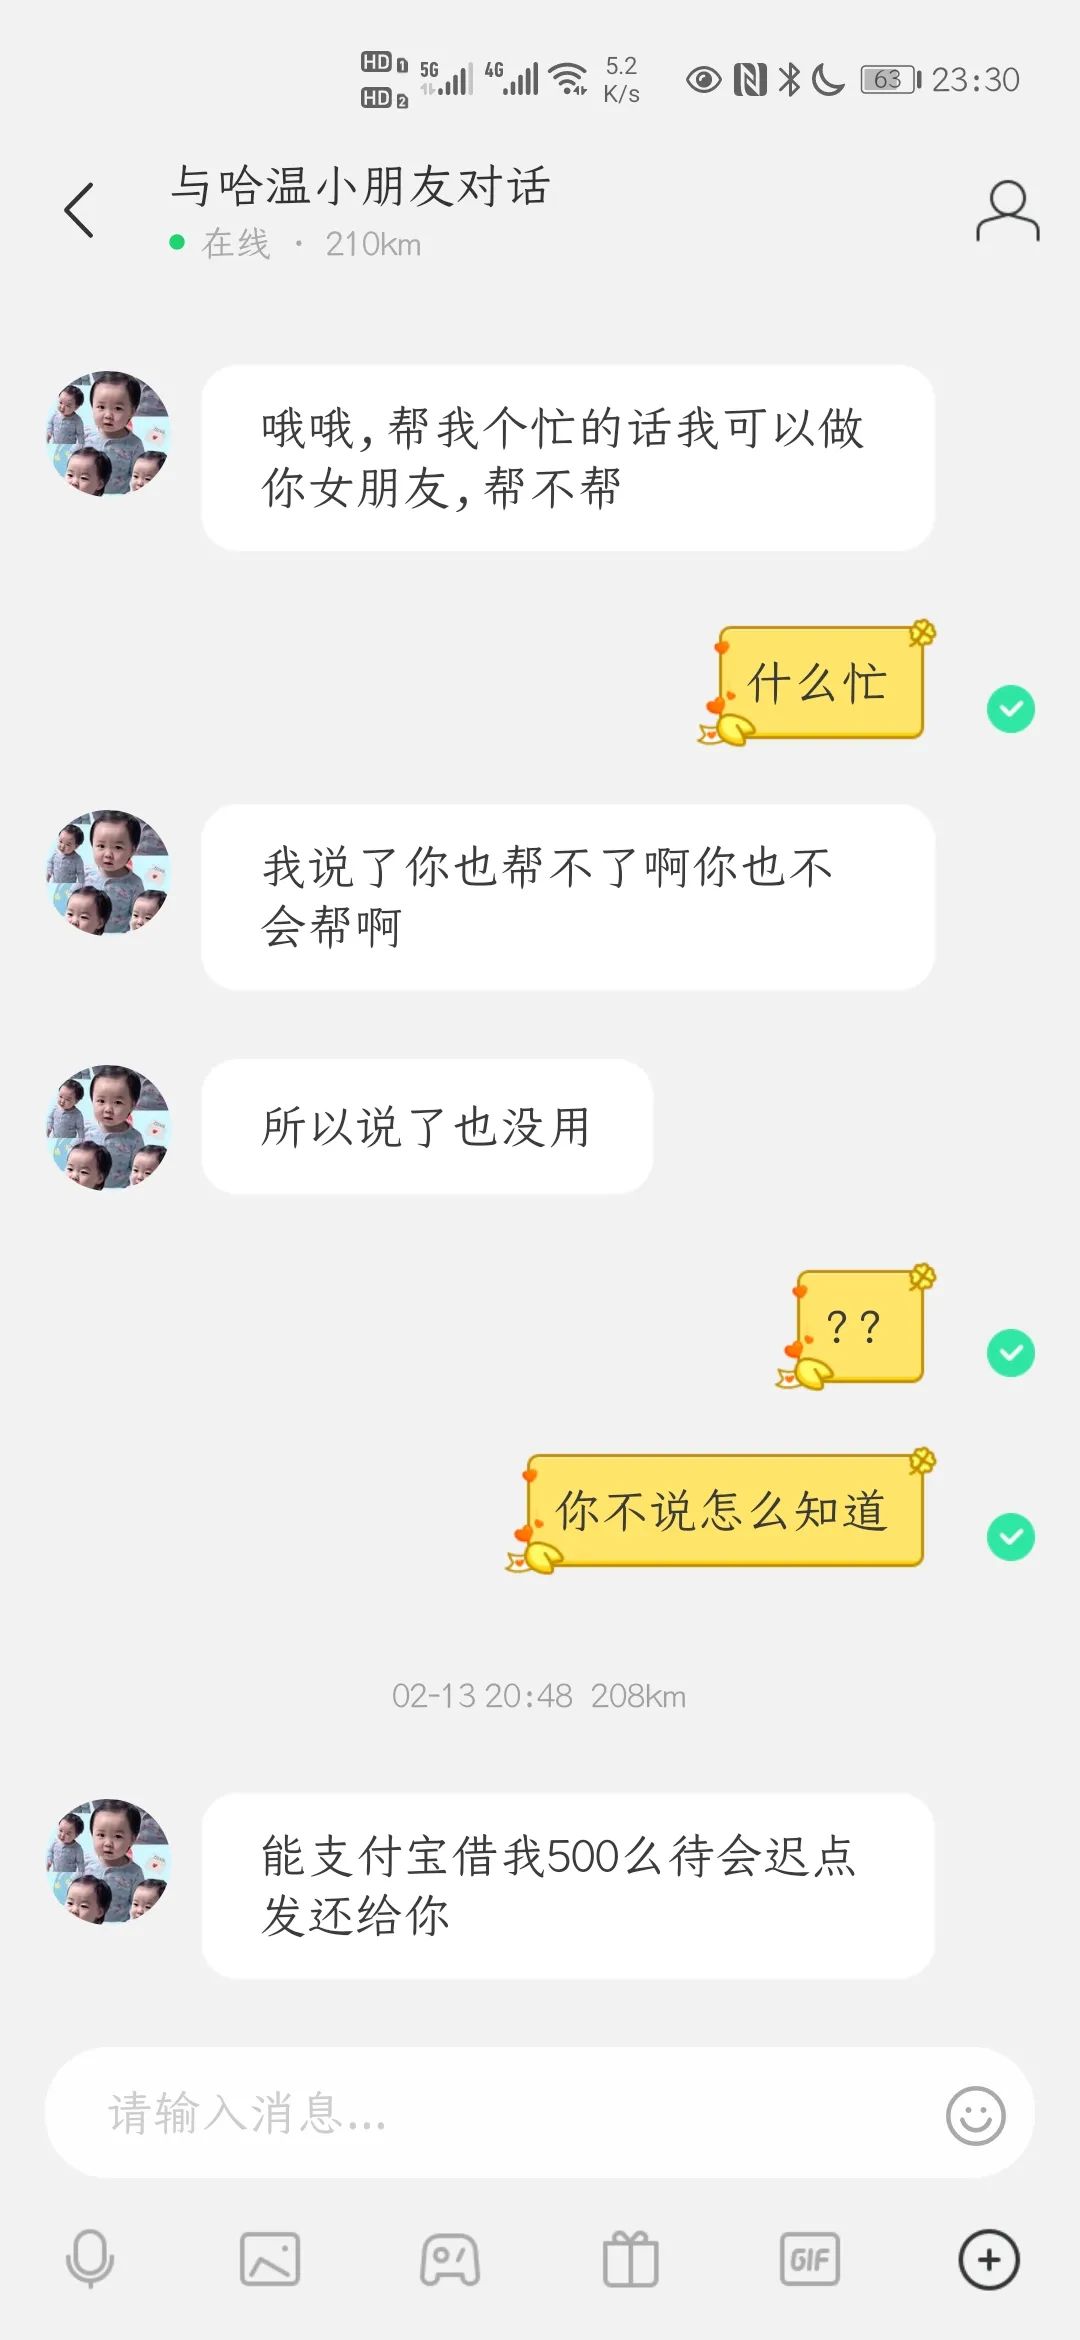 HD 1 5G 4G 5.2 63 23:30
HD 2 K/s
与哈温小朋友对话
在线 · 210km
哦哦,帮我个忙的话我可以做
你女朋友,帮不帮
什么忙
我说了你也帮不了啊你也不
会帮啊
所以说了也没用
??
你不说怎么知道
02-13 20:48 208km
能支付宝借我500么待会迟点
发还给你
请输入消息...
GIF